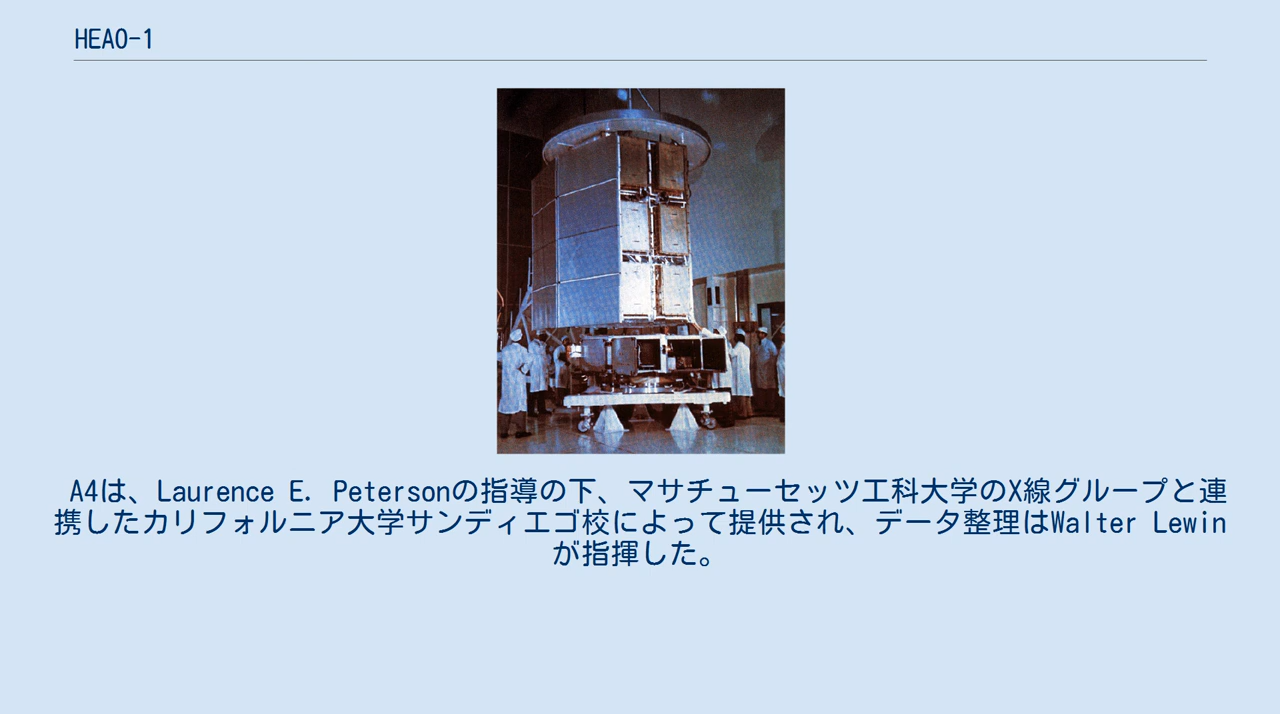 HEAO-1
A4は、Laurence E. Petersonの指導の下、マサチューセッツ工科大学のX線グループと連
携したカリフォルニア大学サンディエゴ校によって提供され、データ整理はWalter Lewin
が指揮した。